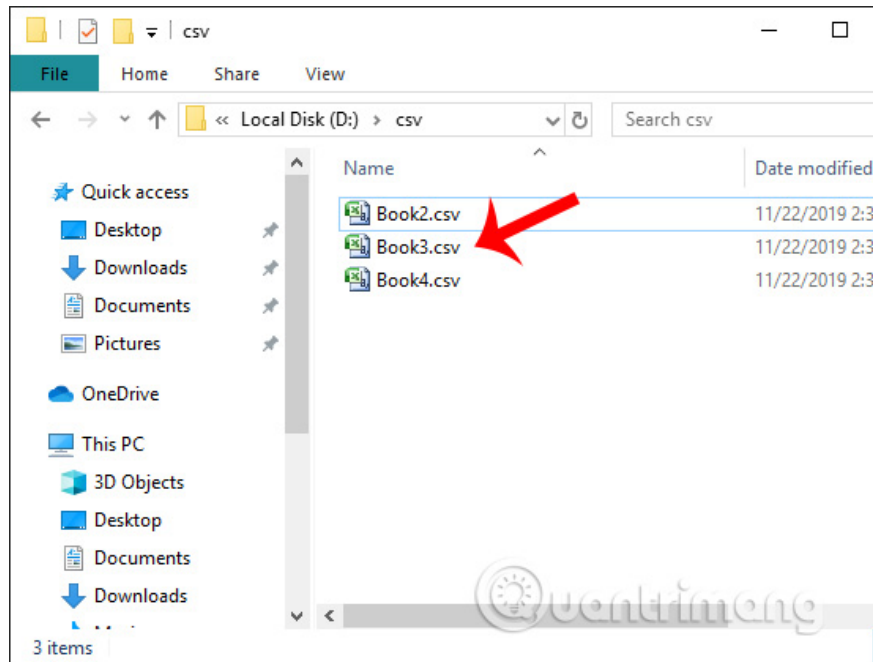 csv
File Home Share View
« Local Disk (D:) > csv
Search csv
Name Date modified
Quick access
Desktop
Downloads
Documents
Pictures
OneDrive
This PC
3D Objects
Desktop
Documents
Downloads
Book2.csv 11/22/2019 2:3
Book3.csv 11/22/2019 2:3
Book4.csv 11/22/2019 2:3
3 items
Quantrimang